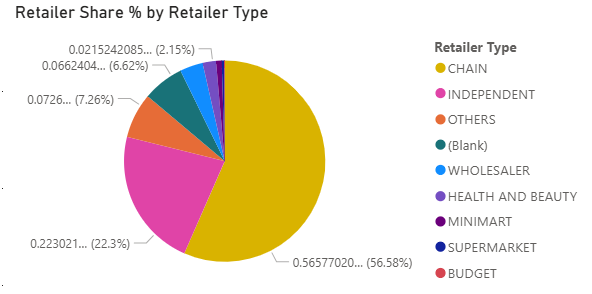 Retailer Share % by Retailer Type
0.0215242085... (2.15%)
0.0662404... (6.62%)
0.0726... (7.26%)
0.223021... (22.3%)
0.56577020... (56.58%)
Retailer Type
CHAIN
INDEPENDENT
OTHERS
(Blank)
WHOLESALER
HEALTH AND BEAUTY
MINIMART
SUPERMARKET
BUDGET